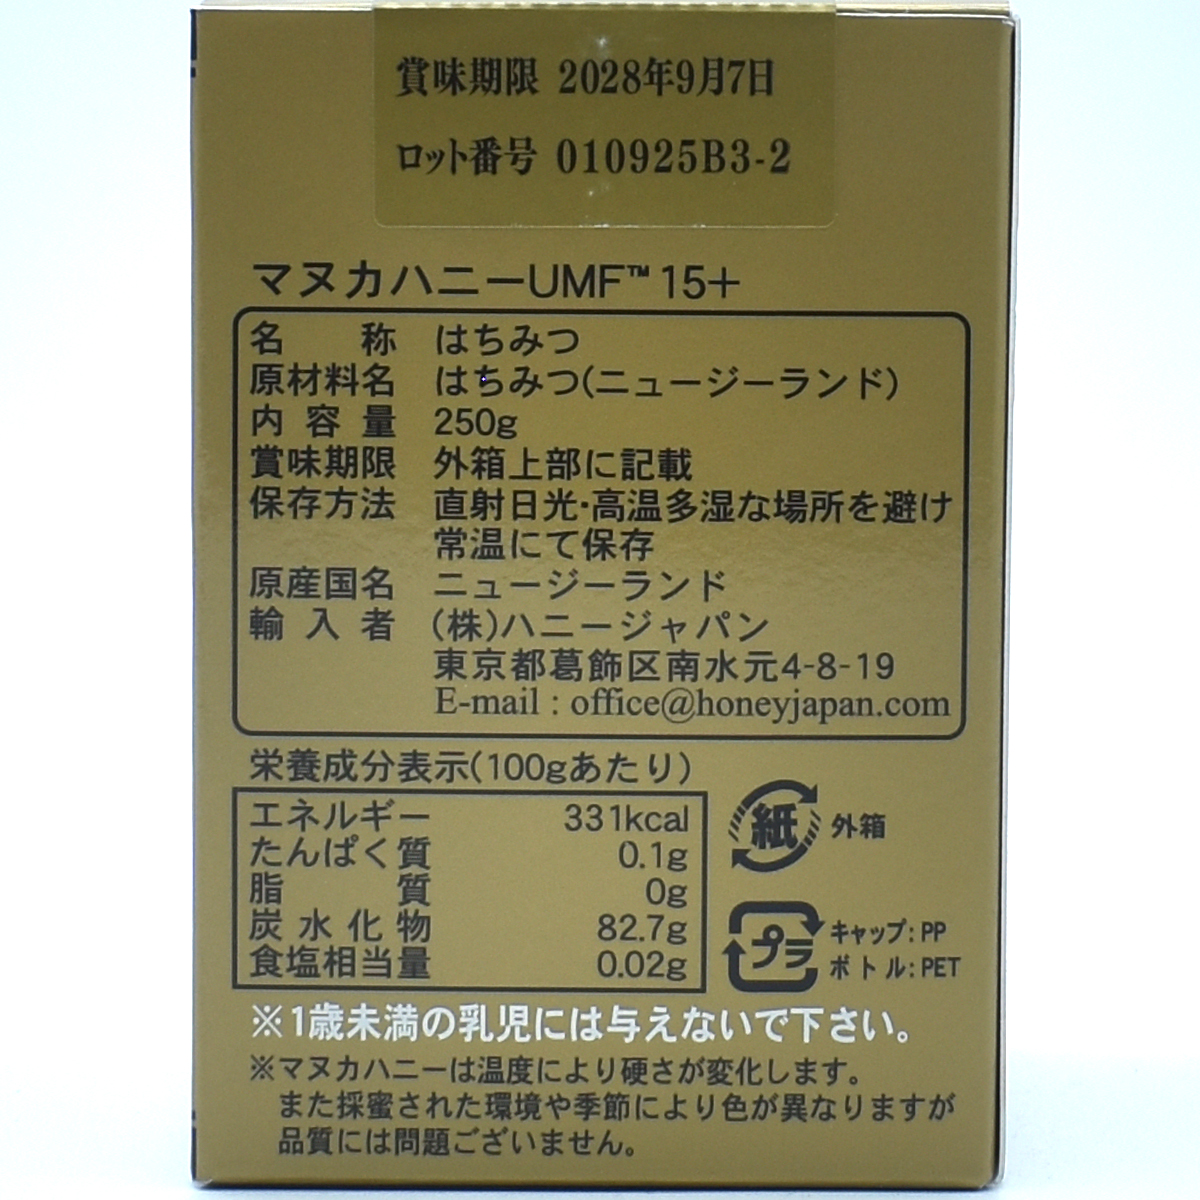 賞味期限 2028年9月7日
ロット番号 010925B3-2
マヌカハニーUMF™ 15+
名称 はちみつ
原材料名 はちみつ(ニュージーランド)
内容量 250g
賞味期限 外箱上部に記載
保存方法 直射日光・高温多湿な場所を避け
常温にて保存
原産国名 ニュージーランド
輸入者 (株)ハニージャパン
東京都葛飾区南水元4-8-19
E-mail : office@honeyjapan.com
栄養成分表示(100gあたり)
エネルギー 331kcal
たんぱく質 0.1g
脂質 0g
炭水化物 82.7g
食塩相当量 0.02g
紙 外箱
プラ キャップ:PP
ボトル:PET
※1歳未満の乳児には与えないで下さい。
※マヌカハニーは温度により硬さが変化します。
また採蜜された環境や季節により色が異なりますが
品質には問題ございません。